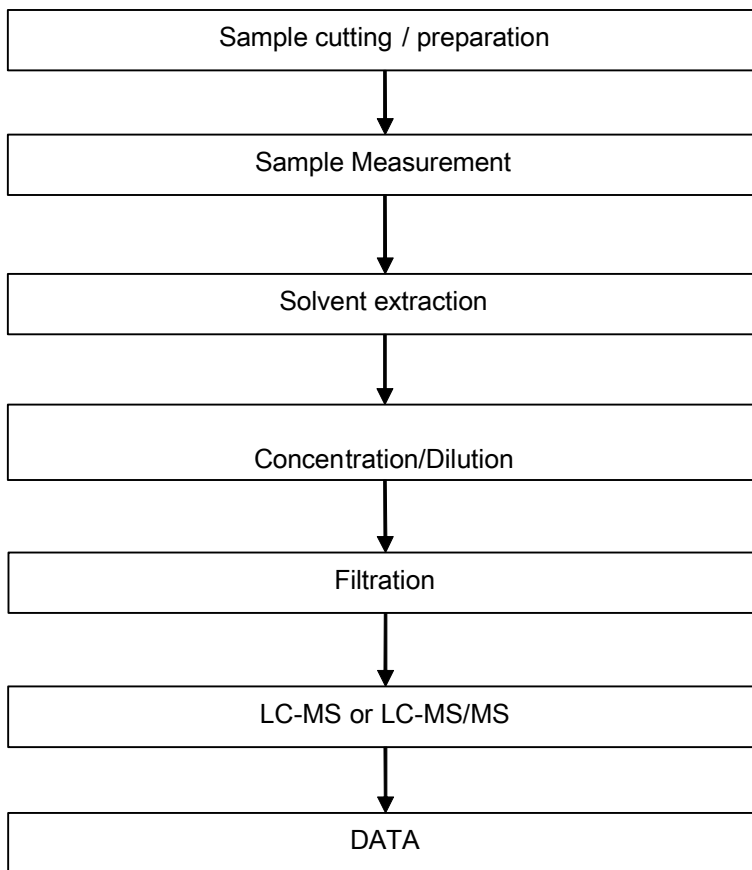 Sample cutting / preparation
Sample Measurement
Solvent extraction
Concentration/Dilution
Filtration
LC-MS or LC-MS/MS
DATA